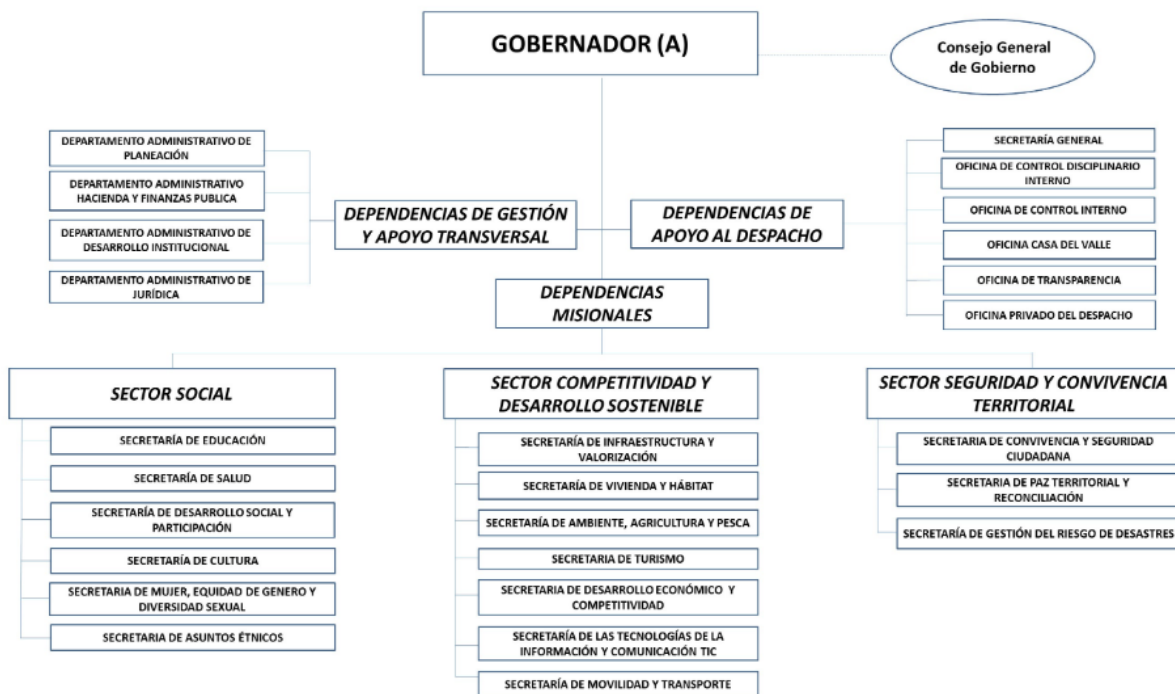 GOBERNADOR (A)
Consejo General
de Gobierno
DEPARTAMENTO ADMINISTRATIVO DE
PLANEACIÓN
DEPARTAMENTO ADMINISTRATIVO
HACIENDA Y FINANZAS PUBLICA
DEPARTAMENTO ADMINISTRATIVO DE
DESARROLLO INSTITUCIONAL
DEPARTAMENTO ADMINISTRATIVO DE
JURÍDICA
DEPENDENCIAS DE GESTIÓN
Y APOYO TRANSVERSAL
DEPENDENCIAS DE
APOYO AL DESPACHO
SECRETARÍA GENERAL
OFICINA DE CONTROL DISCIPLINARIO
INTERNO
OFICINA DE CONTROL INTERNO
OFICINA CASA DEL VALLE
OFICINA DE TRANSPARENCIA
OFICINA PRIVADO DEL DESPACHO
DEPENDENCIAS
MISIONALES
SECTOR SOCIAL
SECRETARÍA DE EDUCACIÓN
SECRETARÍA DE SALUD
SECRETARÍA DE DESARROLLO SOCIAL Y
PARTICIPACIÓN
SECRETARÍA DE CULTURA
SECRETARIA DE MUJER, EQUIDAD DE GENERO Y
DIVERSIDAD SEXUAL
SECRETARIA DE ASUNTOS ÉTNICOS
SECTOR COMPETITIVIDAD Y
DESARROLLO SOSTENIBLE
SECRETARÍA DE INFRAESTRUCTURA Y
VALORIZACIÓN
SECRETARÍA DE VIVIENDA Y HÁBITAT
SECRETARÍA DE AMBIENTE, AGRICULTURA Y PESCA
SECRETARIA DE TURISMO
SECRETARIA DE DESARROLLO ECONÓMICO Y
COMPETITIVIDAD
SECRETARÍA DE LAS TECNOLOGÍAS DE LA
INFORMACIÓN Y COMUNICACIÓN TIC
SECRETARÍA DE MOVILIDAD Y TRANSPORTE
SECTOR SEGURIDAD Y CONVIVENCIA
TERRITORIAL
SECRETARIA DE CONVIVENCIA Y SEGURIDAD
CIUDADANA
SECRETARIA DE PAZ TERRITORIAL Y
RECONCILIACIÓN
SECRETARÍA DE GESTIÓN DEL RIESGO DE DESASTRES